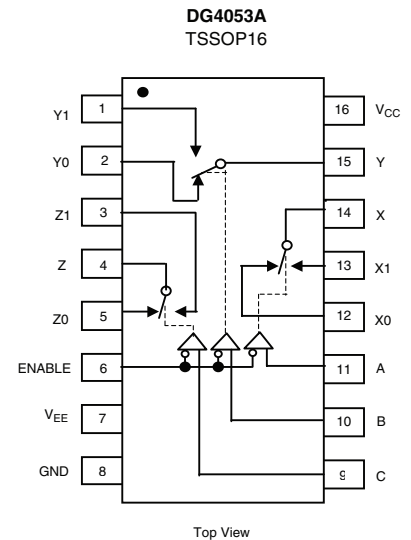 DG4053A
TSSOP16
Y1 1 16 VCC
Y0 2 15 Y
Z1 3 14 X
Z 4 13 X1
Z0 5 12 X0
ENABLE 6 11 A
VEE 7 10 B
GND 8 9 C
Top View